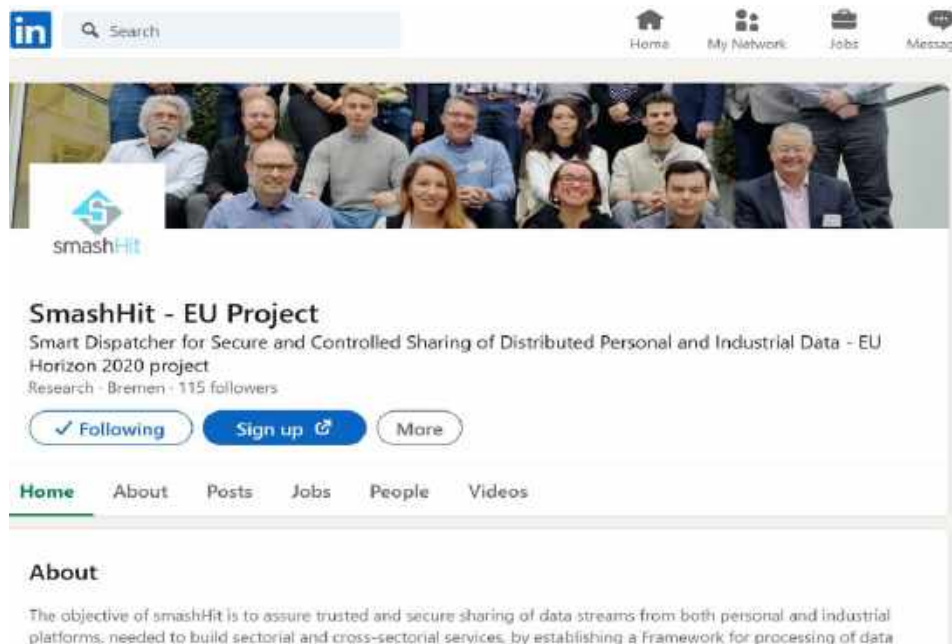 in
Search
Home My Network Jobs Messag
smashHit
SmashHit - EU Project
Smart Dispatcher for Secure and Controlled Sharing of Distributed Personal and Industrial Data - EU
Horizon 2020 project
Research · Bremen · 115 followers
✓ Following Sign up More
Home About Posts Jobs People Videos
About
The objective of smashHit is to assure trusted and secure sharing of data streams from both personal and industrial
platforms, needed to build sectorial and cross-sectorial services, by establishing a Framework for processing of data